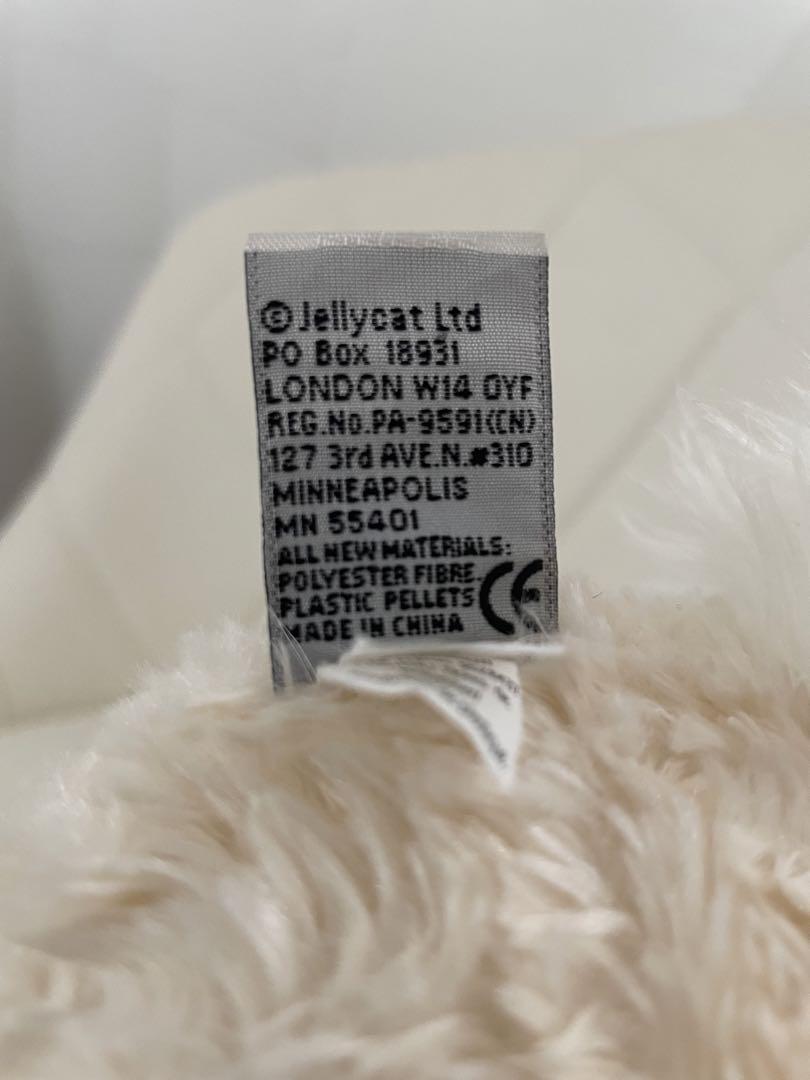 ©Jellycat Ltd
PO Box 18931
LONDON W14 0YF
REG.No.PA-9591(CN)
127 3rd AVE.N.#310
MINNEAPOLIS
MN 55401
ALL NEW MATERIALS:
POLYESTER FIBRE.
PLASTIC PELLETS
MADE IN CHINA
CE